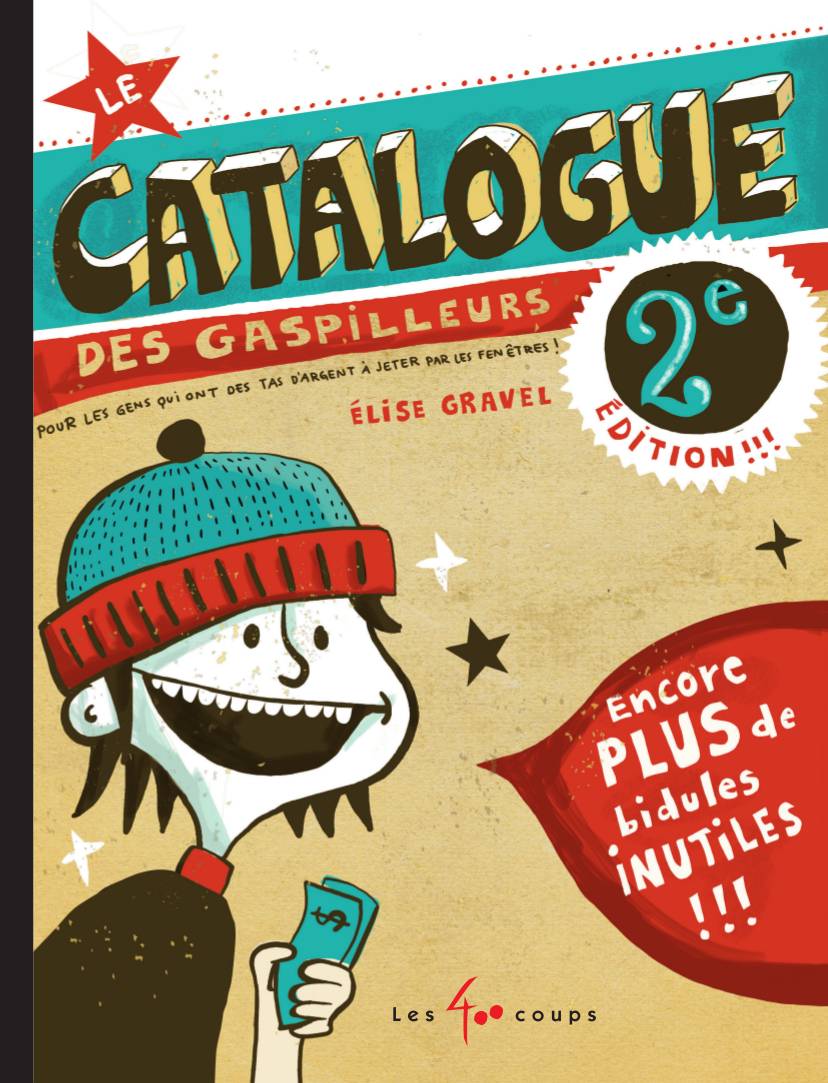 LE
CATALOGUE
DES GASPILLEURS
POUR LES GENS QUI ONT DES TAS D'ARGENT À JETER PAR LES FENÊTRES !
ÉLISE GRAVEL
2e
ÉDITION!!!
Encore
PLUS de
bidules
INUTILES
!!!
$
Les 400 coups